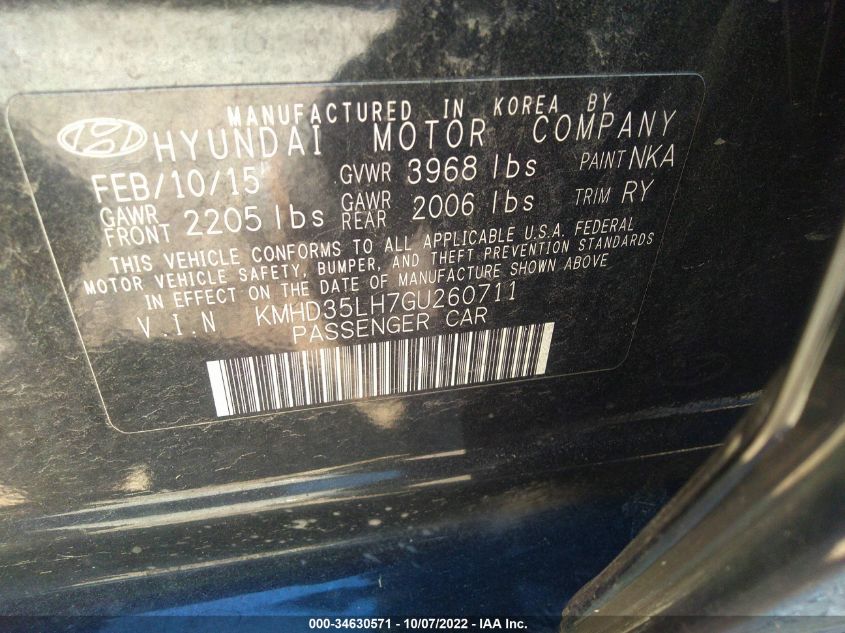 MANUFACTURED IN KOREA BY
HYUNDAI MOTOR COMPANY
FEB/10/15 GVWR 3968 lbs PAINT NKA
GAWR FRONT 2205 lbs GAWR REAR 2006 lbs TRIM RY
THIS VEHICLE CONFORMS TO ALL APPLICABLE U.S.A. FEDERAL
MOTOR VEHICLE SAFETY, BUMPER, AND THEFT PREVENTION STANDARDS
IN EFFECT ON THE DATE OF MANUFACTURE SHOWN ABOVE
V.I.N KMHD35LH7GU260711
PASSENGER CAR
000-34630571 - 10/07/2022 - IAA Inc.